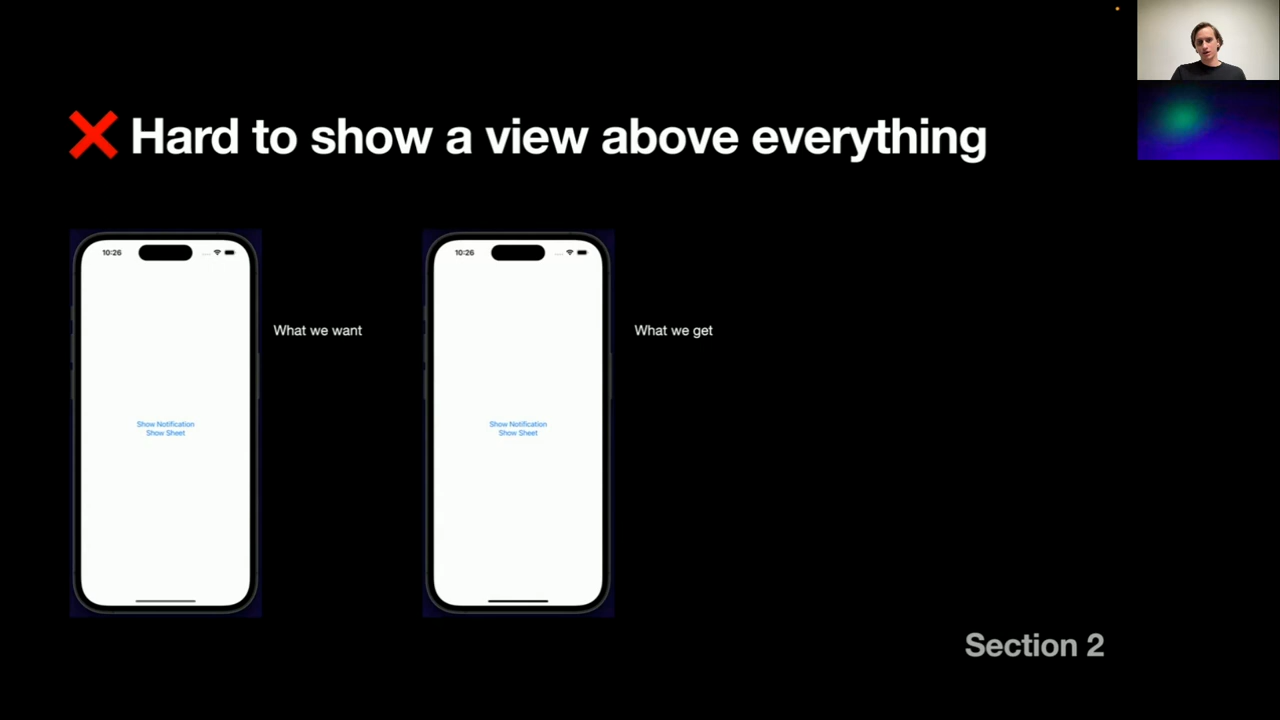 ❌ Hard to show a view above everything
10:26
10:26
What we want
What we get
Show Notification
Show Sheet
Show Notification
Show Sheet
Section 2